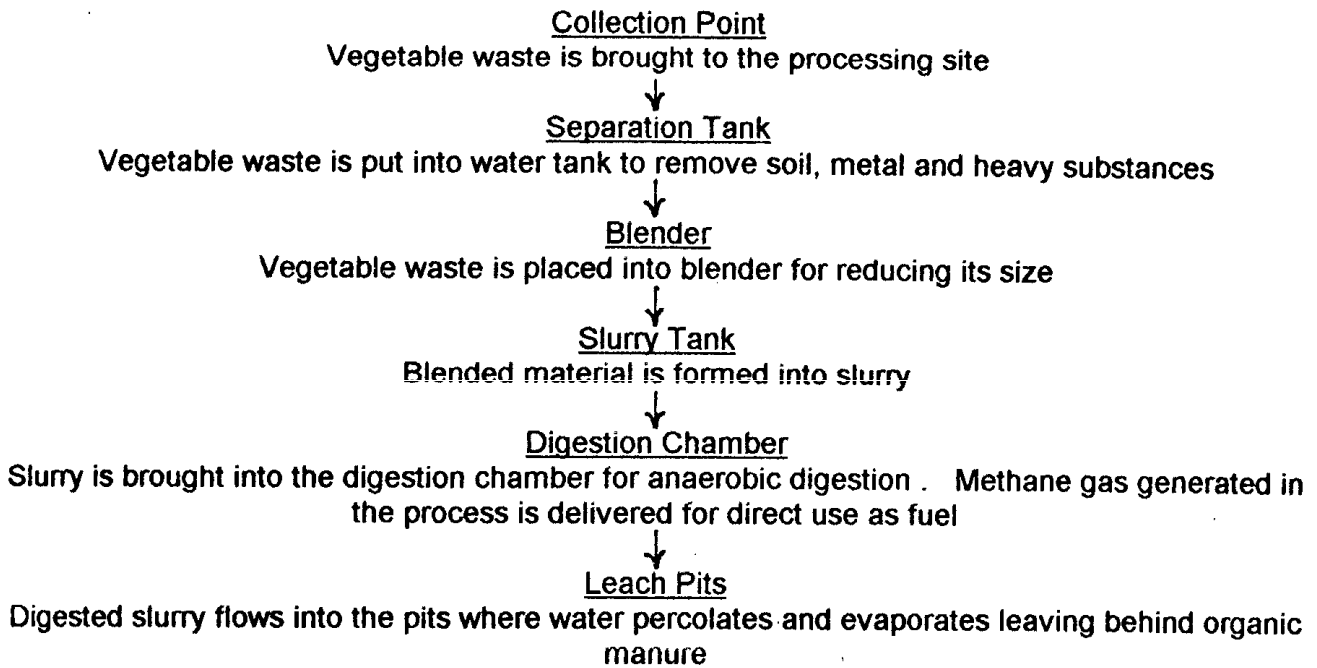 Collection Point
Vegetable waste is brought to the processing site
Separation Tank
Vegetable waste is put into water tank to remove soil, metal and heavy substances
Blender
Vegetable waste is placed into blender for reducing its size
Slurry Tank
Blended material is formed into slurry
Digestion Chamber
Slurry is brought into the digestion chamber for anaerobic digestion . Methane gas generated in
the process is delivered for direct use as fuel
Leach Pits
Digested slurry flows into the pits where water percolates and evaporates leaving behind organic
manure